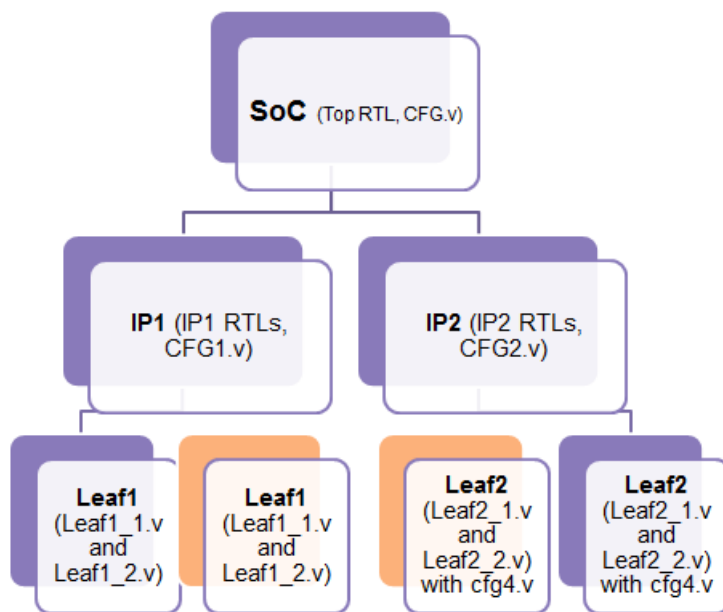 SoC (Top RTL, CFG.v)
IP1 (IP1 RTLs,
CFG1.v)
IP2 (IP2 RTLs,
CFG2.v)
Leaf1
(Leaf1_1.v
and
Leaf1_2.v)
Leaf1
(Leaf1_1.v
and
Leaf1_2.v)
Leaf2
(Leaf2_1.v
and
Leaf2_2.v)
with cfg4.v
Leaf2
(Leaf2_1.v
and
Leaf2_2.v)
with cfg4.v